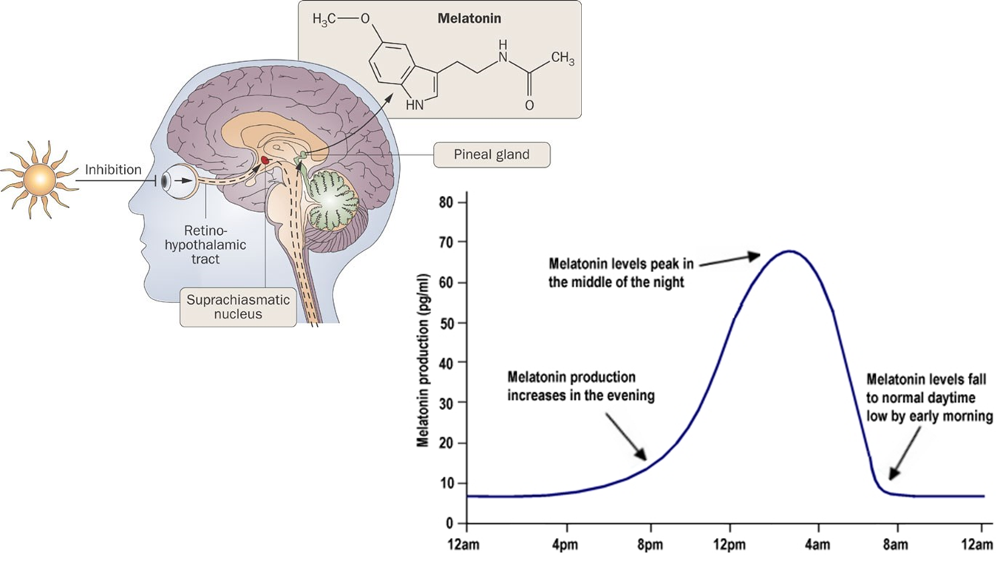 H₃C
O
Melatonin
H
N
CH₃
HN
O
Pineal gland
Inhibition
Retino-
hypothalamic
tract
Suprachiasmatic
nucleus
Melatonin production (pg/ml)
80
70
60
50
40
30
20
10
0
Melatonin levels peak in
the middle of the night
Melatonin production
increases in the evening
Melatonin levels fall
to normal daytime
low by early morning
12am 4pm 8pm 12pm 4am 8am 12am